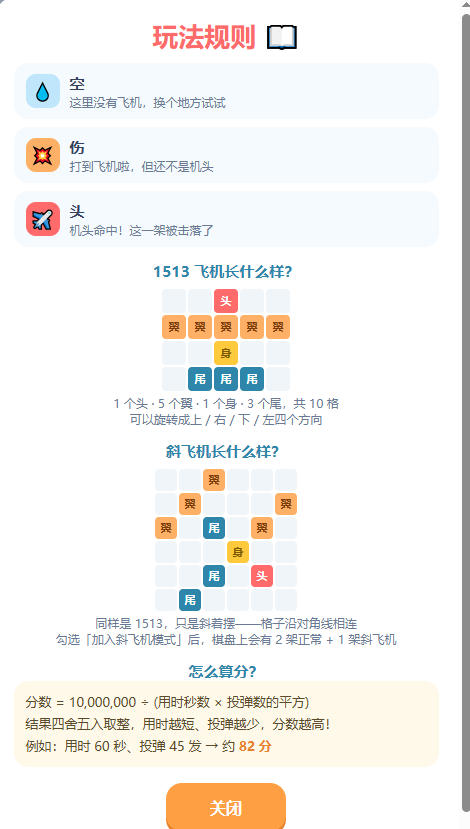 玩法规则
空
这里没有飞机，换个地方试试
伤
打到飞机啦，但还不是机头
头
机头命中！这一架被击落了
1513 飞机长什么样？
头
翼 翼 翼 翼 翼
身
尾 尾 尾
1 个头 · 5 个翼 · 1 个身 · 3 个尾，共 10 格
可以旋转成上 / 右 / 下 / 左四个方向
斜飞机长什么样？
翼
翼 翼
翼 尾 翼
身
尾 头
尾
同样是 1513，只是斜着摆——格子沿对角线相连
勾选「加入斜飞机模式」后，棋盘上会有 2 架正常 + 1 架斜飞机
怎么算分？
分数 = 10,000,000 ÷ (用时秒数 × 投弹数的平方)
结果四舍五入取整，用时越短、投弹越少，分数越高！
例如：用时 60 秒、投弹 45 发 → 约 82 分
关闭